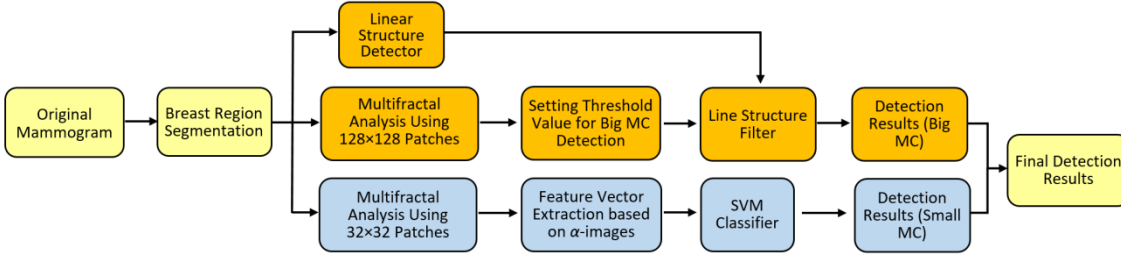 Linear
Structure
Detector
Original
Mammogram
Breast Region
Segmentation
Multifractal
Analysis Using
128×128 Patches
Setting Threshold
Value for Big MC
Detection
Line Structure
Filter
Detection
Results (Big
MC)
Multifractal
Analysis Using
32×32 Patches
Feature Vector
Extraction based
on α-images
SVM
Classifier
Detection
Results (Small
MC)
Final Detection
Results